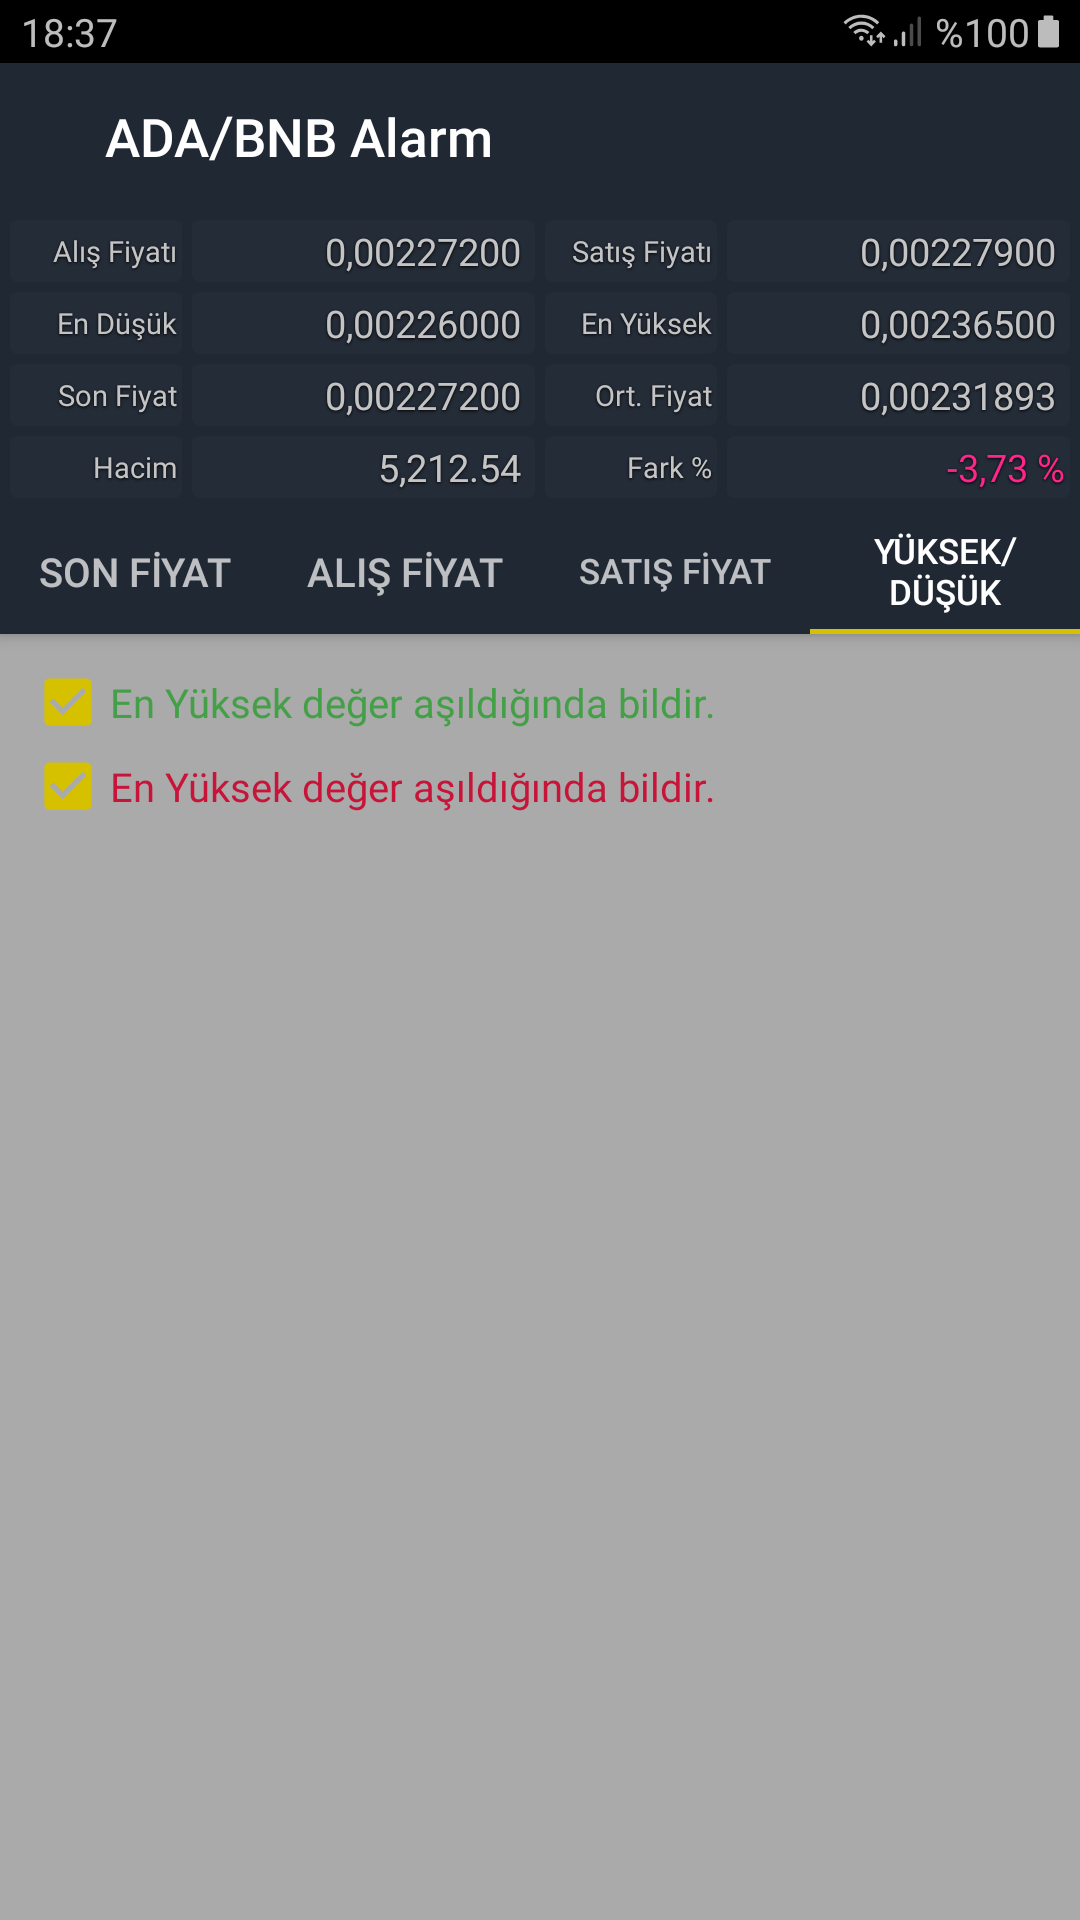 18:37 %100
ADA/BNB Alarm
Alış Fiyatı 0,00227200 Satış Fiyatı 0,00227900
En Düşük 0,00226000 En Yüksek 0,00236500
Son Fiyat 0,00227200 Ort. Fiyat 0,00231893
Hacim 5,212.54 Fark % -3,73 %
SON FİYAT ALIŞ FİYAT SATIŞ FİYAT YÜKSEK/
DÜŞÜK
En Yüksek değer aşıldığında bildir.
En Yüksek değer aşıldığında bildir.